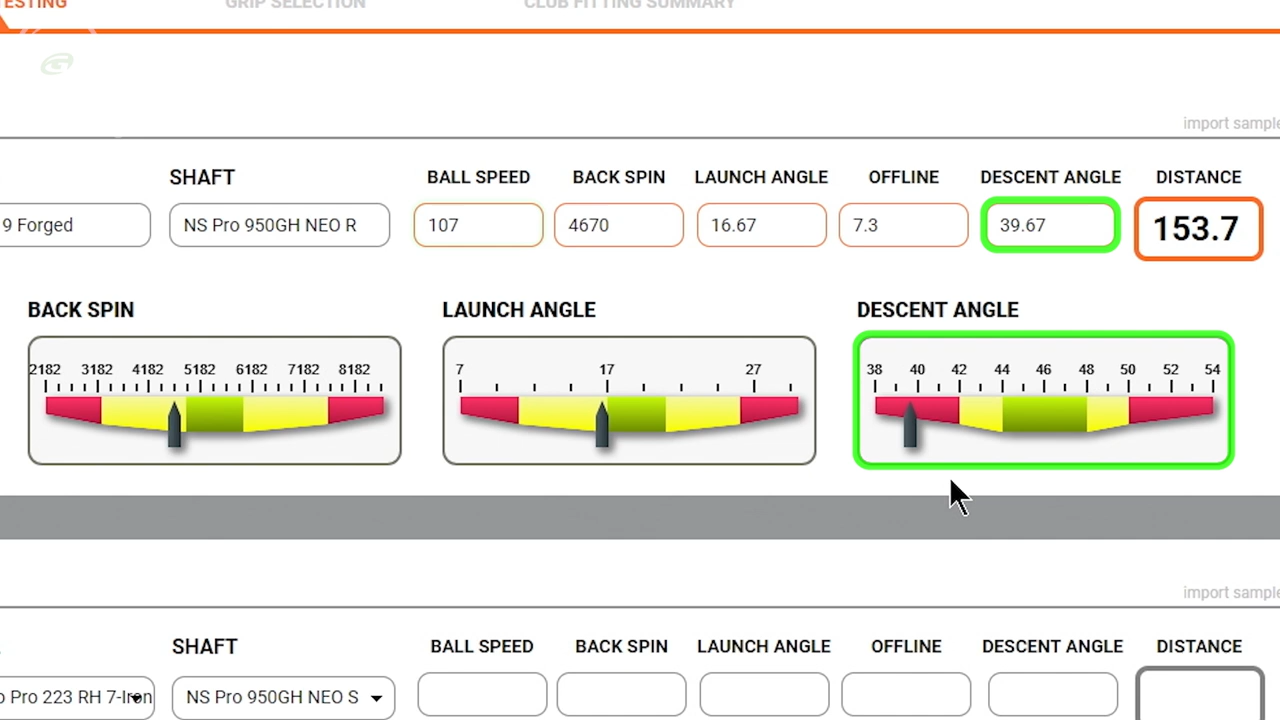 ESTING GRIP SELECTION CLUB FITTING SUMMARY
import sample
SHAFT BALL SPEED BACK SPIN LAUNCH ANGLE OFFLINE DESCENT ANGLE DISTANCE
9 Forged NS Pro 950GH NEO R 107 4670 16.67 7.3 39.67 153.7
BACK SPIN LAUNCH ANGLE DESCENT ANGLE
2182 3182 4182 5182 6182 7182 8182 7 17 27 38 40 42 44 46 48 50 52 54
import sample
SHAFT BALL SPEED BACK SPIN LAUNCH ANGLE OFFLINE DESCENT ANGLE DISTANCE
o Pro 223 RH 7-Iron NS Pro 950GH NEO S